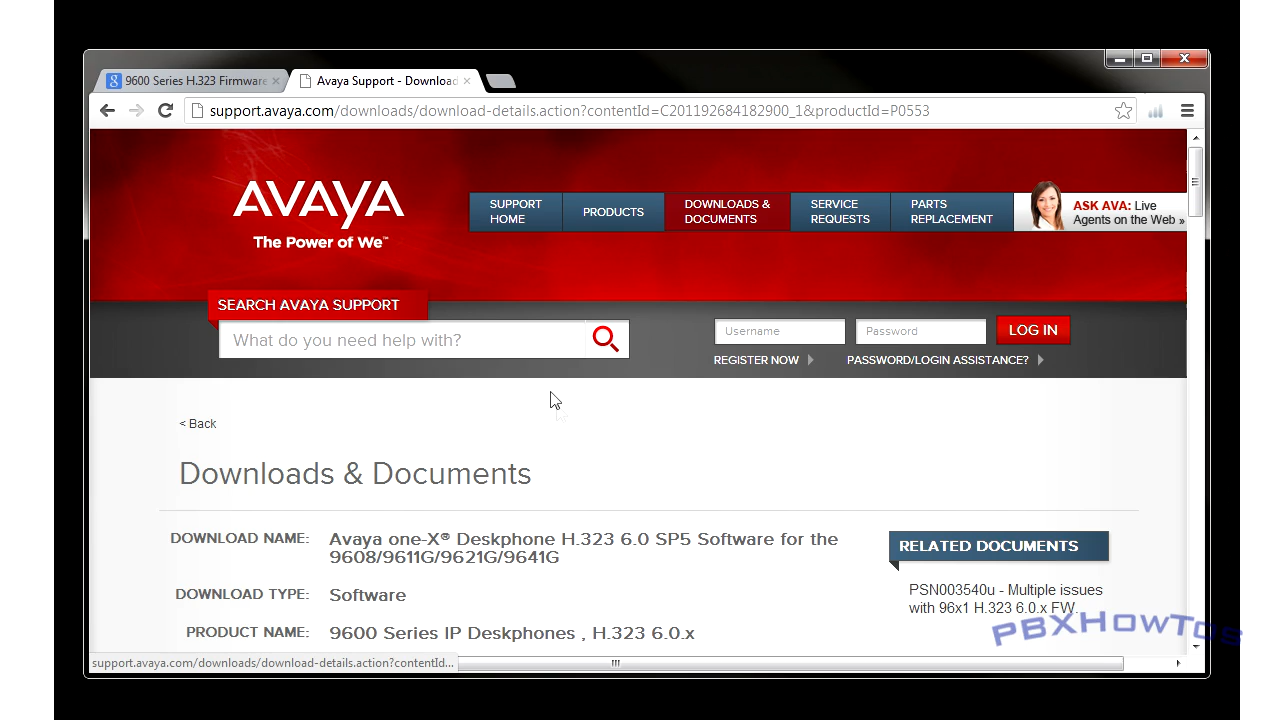 9600 Series H.323 Firmware
Avaya Support - Download
support.avaya.com/downloads/download-details.action?contentId=C201192684182900_1&productId=P0553
AVAYA
The Power of We™
SUPPORT HOME
PRODUCTS
DOWNLOADS & DOCUMENTS
SERVICE REQUESTS
PARTS REPLACEMENT
ASK AVA: Live
Agents on the Web »
SEARCH AVAYA SUPPORT
What do you need help with?
Username
Password
LOG IN
REGISTER NOW
PASSWORD/LOGIN ASSISTANCE?
< Back
Downloads & Documents
DOWNLOAD NAME:
Avaya one-X® Deskphone H.323 6.0 SP5 Software for the
9608/9611G/9621G/9641G
RELATED DOCUMENTS
PSN003540u - Multiple issues
with 96x1 H.323 6.0.x FW.
DOWNLOAD TYPE:
Software
PRODUCT NAME:
9600 Series IP Deskphones , H.323 6.0.x
PBXHowTos
support.avaya.com/downloads/download-details.action?contentId...